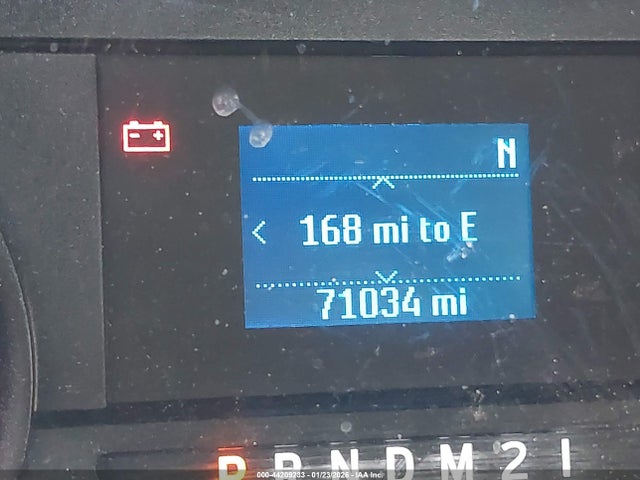 N
168 mi to E
71034 mi
P R N D M 2 1
000-44209233 - 01/23/2026 - IAA Inc.